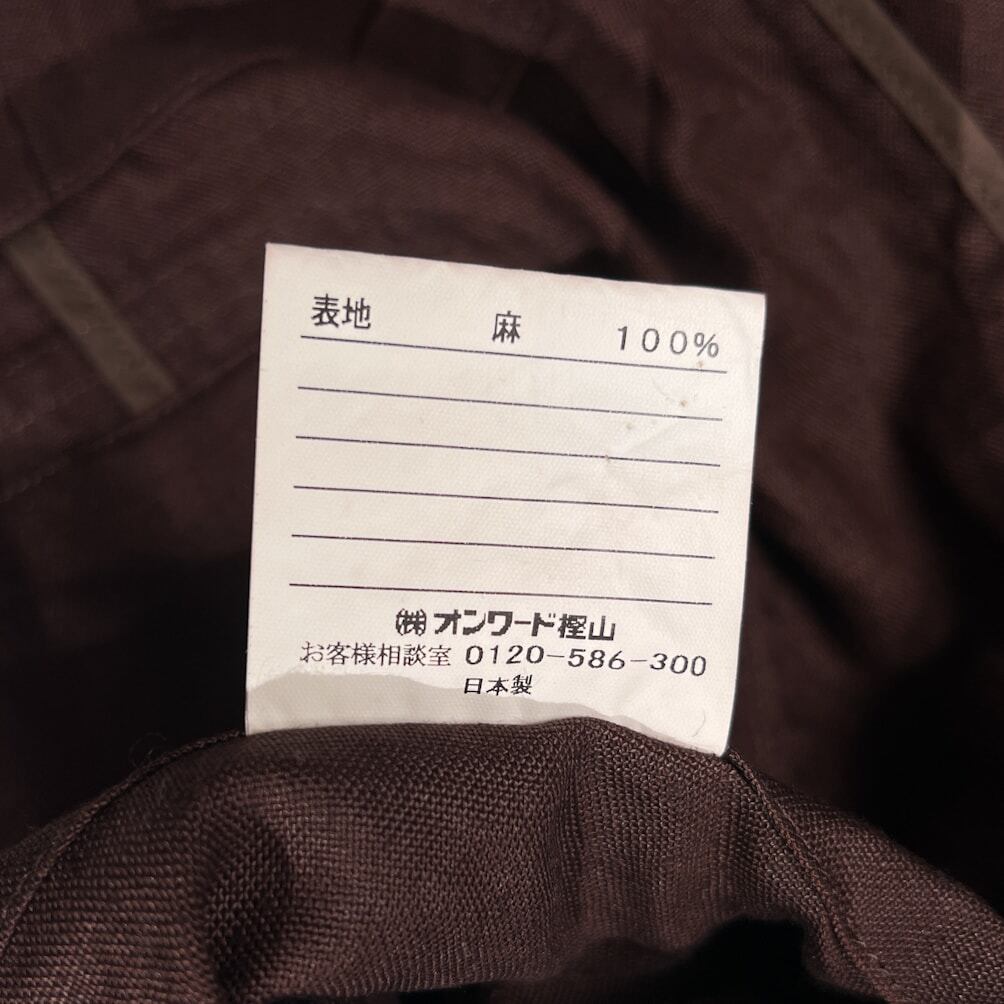 表地 麻 100%
㈱オンワード樫山
お客様相談室 0120-586-300
日本製